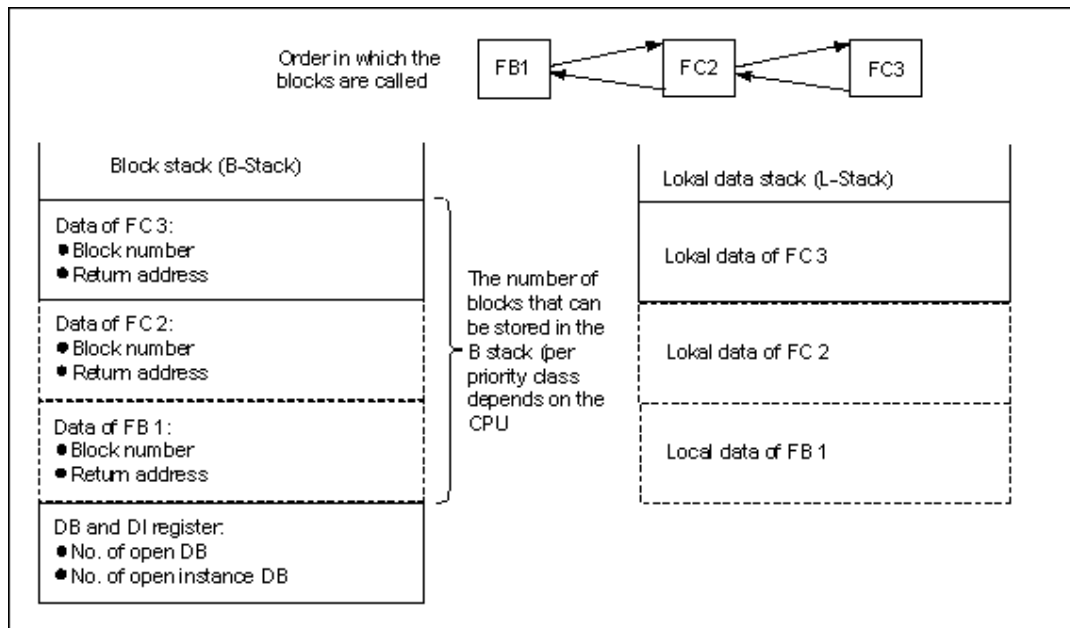 Order in which the
blocks are called
FB1
FC2
FC3
Block stack (B-Stack)
Data of FC 3:
● Block number
● Return address
Data of FC 2:
● Block number
● Return address
Data of FB 1:
● Block number
● Return address
DB and DI register:
● No. of open DB
● No. of open instance DB
The number of
blocks that can
be stored in the
B stack (per
priority class
depends on the
CPU
Lokal data stack (L-Stack)
Lokal data of FC 3
Lokal data of FC 2
Local data of FB 1